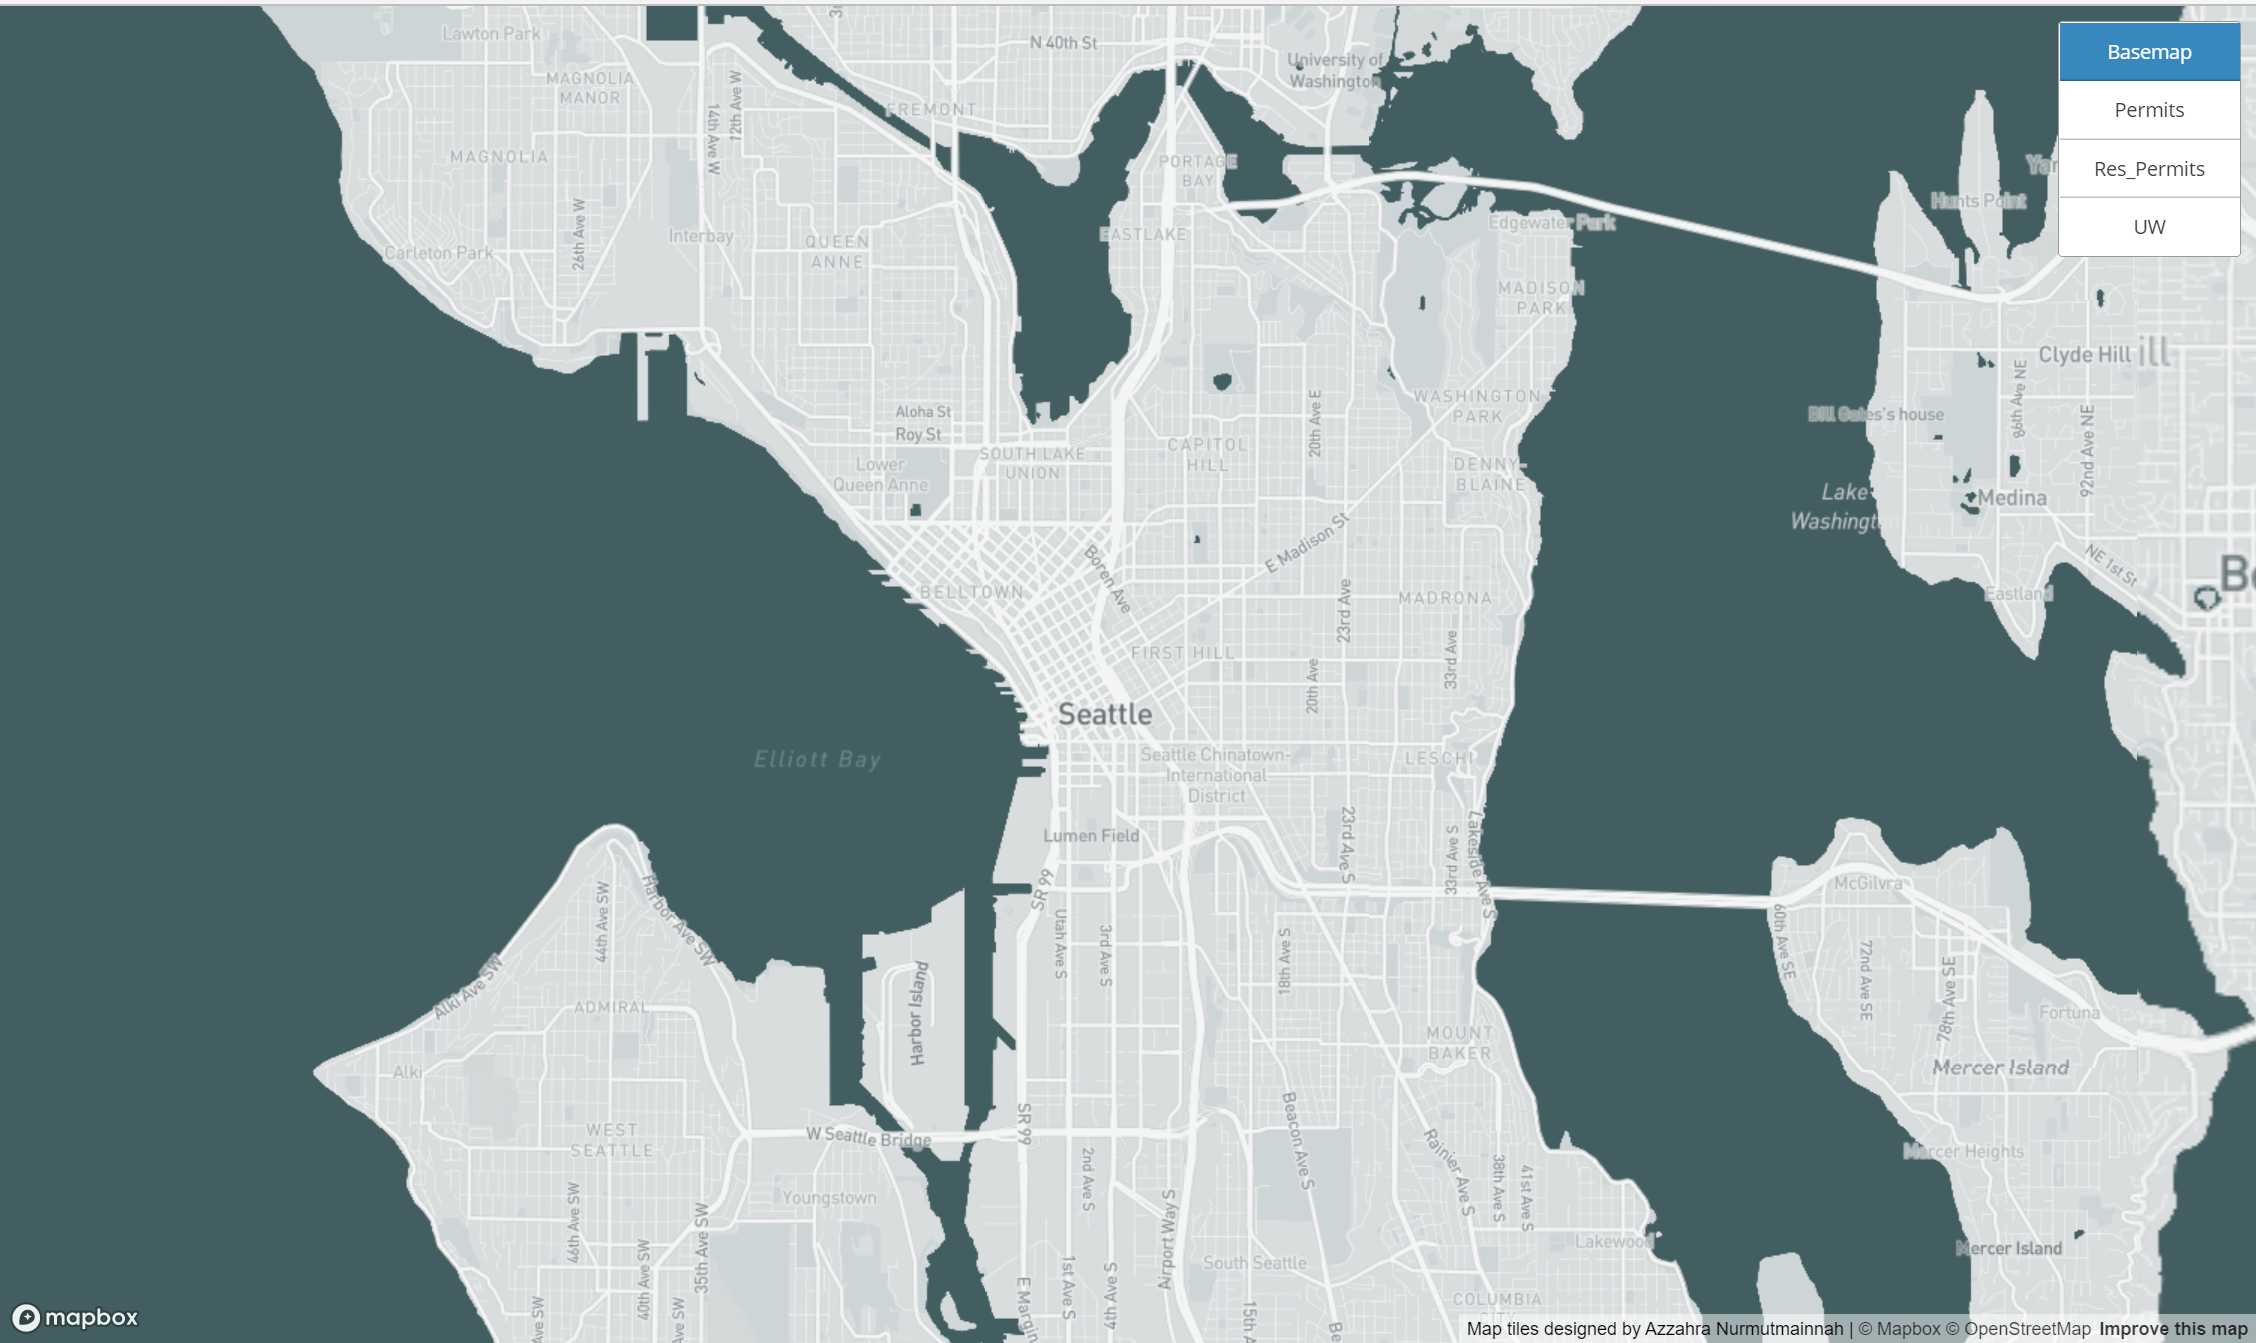 Lawton Park
N 40th St
University of
Washington
Basemap
MAGNOLIA
MANOR
14th Ave W
12th Ave W
FREMONT
Permits
MAGNOLIA
PORTAGE
BAY
Res_Permits
Hunts Point
26th Ave W
Interbay
Carleton Park
QUEEN
ANNE
EASTLAKE
Edgewater Park
UW
MADISON
PARK
Clyde Hill
ill
86th Ave NE
92nd Ave NE
Aloha St
Roy St
20th Ave E
WASHINGTON
PARK
Bill Gates's house
SOUTH LAKE
UNION
CAPITOL
HILL
Lower
Queen Anne
DENNY-
BLAINE
Lake
Medina
E Madison St
Boren Ave
NE 1st St
BELLTOWN
23rd Ave
MADRONA
Eastland
FIRST HILL
33rd Ave
20th Ave
Seattle
Elliott Bay
Seattle Chinatown-
International
District
LESCHI
Lumen Field
23rd Ave S
33rd Ave S
Lakeside Ave S
McGilvra
SR 99
44th Ave SW
Harbor Ave SW
Alki Ave SW
Utah Ave S
3rd Ave S
18th Ave S
60th Ave SE
72nd Ave SE
78th Ave SE
ADMIRAL
Harbor Island
Fortuna
MOUNT
BAKER
Alki
Mercer Island
WEST
SEATTLE
W Seattle Bridge
SR 99
Beacon Ave S
Rainier Ave S
Mercer Heights
Youngstown
2nd Ave S
38th Ave S
41st Ave S
46th Ave SW
40th Ave SW
35th Ave SW
Airport Way S
South Seattle
Lakewood
Mercer Island
1st Ave S
4th Ave S
COLUMBIA
mapbox
Map tiles designed by Azzahra Nurmutmainnah | © Mapbox © OpenStreetMap Improve this map